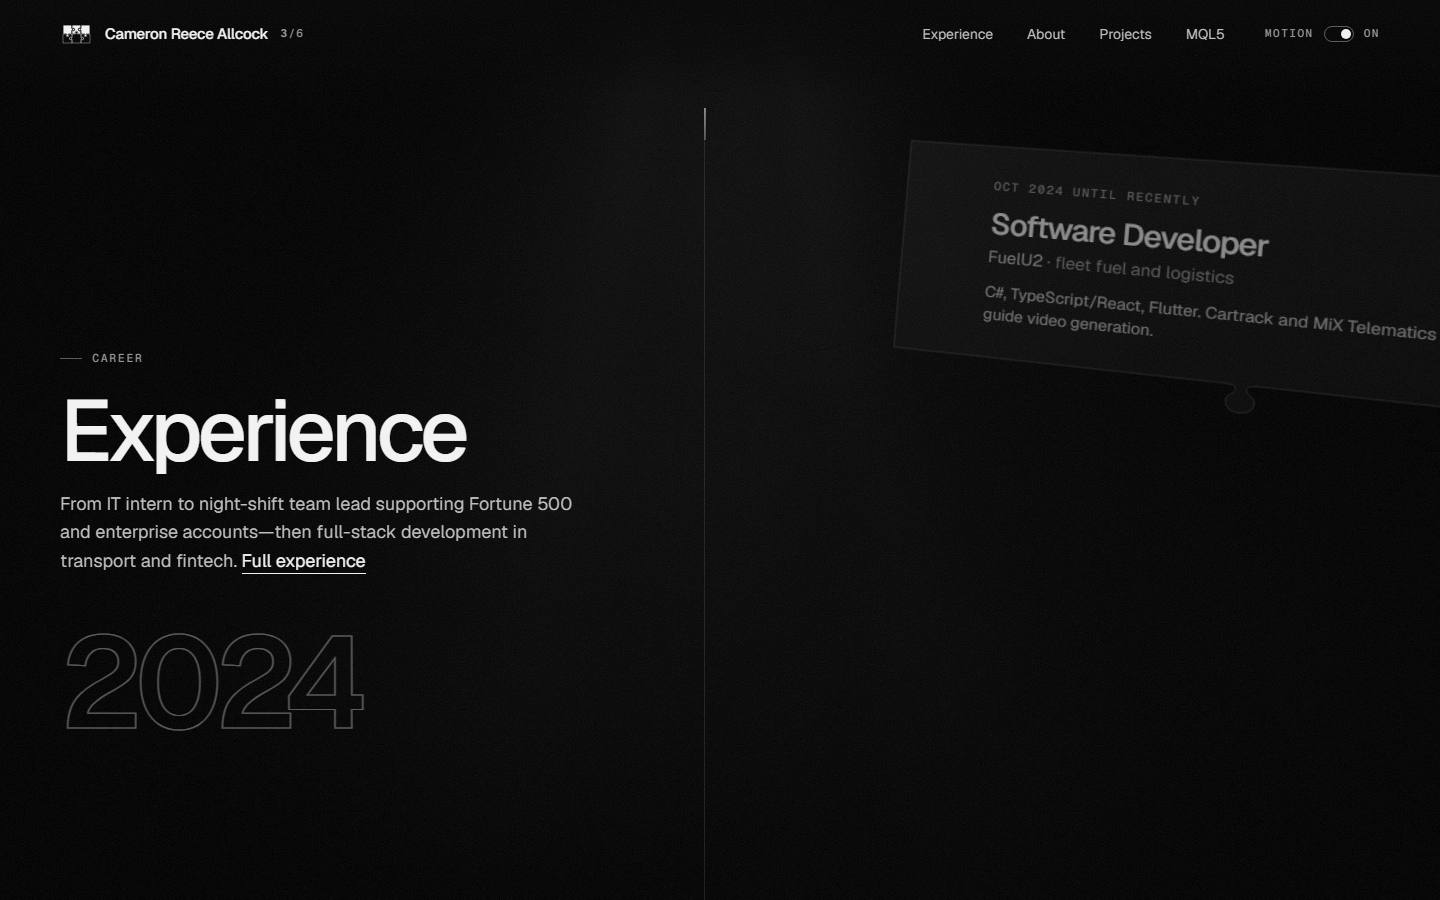 Cameron Reece Allcock 3/6
Experience About Projects MQL5 MOTION ON
CAREER
Experience
From IT intern to night-shift team lead supporting Fortune 500
and enterprise accounts—then full-stack development in
transport and fintech. Full experience
2024
OCT 2024 UNTIL RECENTLY
Software Developer
FuelU2 · fleet fuel and logistics
C#, TypeScript/React, Flutter. Cartrack and MiX Telematics
guide video generation.